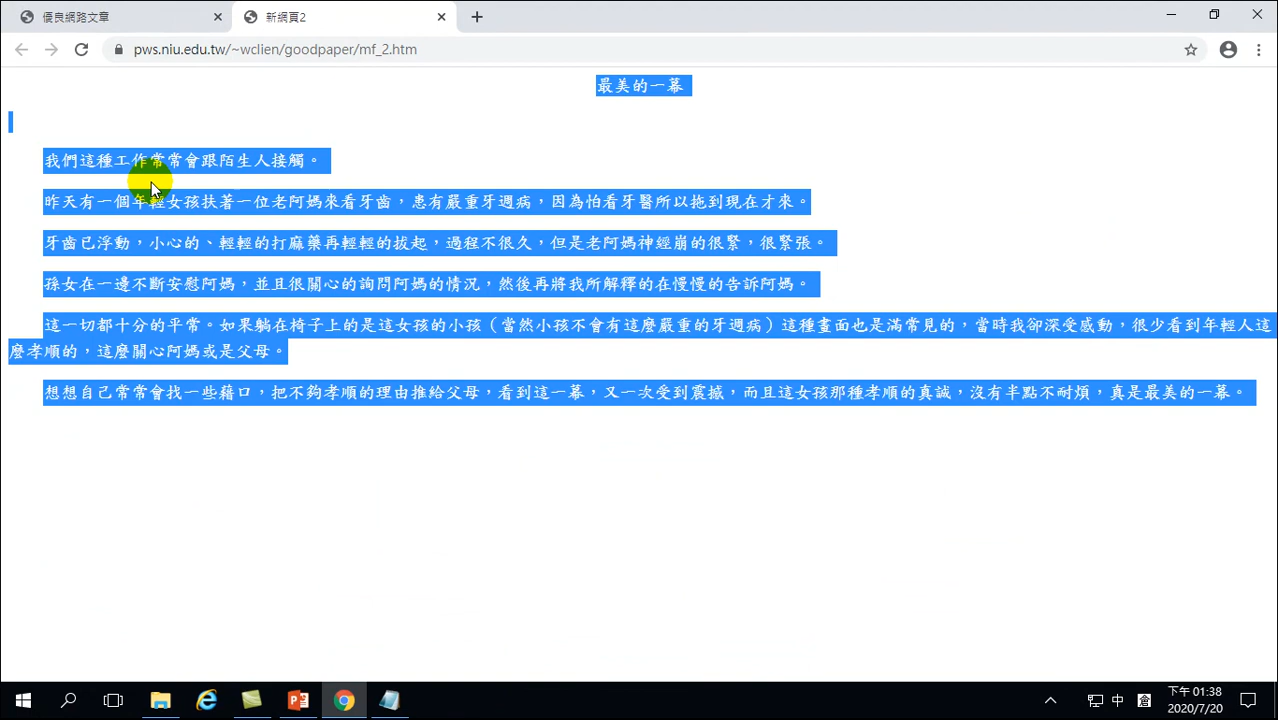 優良網路文章
新網頁2
pws.niu.edu.tw/~wclien/goodpaper/mf_2.htm
最美的一幕
我們這種工作常常會跟陌生人接觸。
昨天有一個年輕女孩扶著一位老阿媽來看牙齒，患有嚴重牙週病，因為怕看牙醫所以拖到現在才來。
牙齒已浮動，小心的、輕輕的打麻藥再輕輕的拔起，過程不很久，但是老阿媽神經崩的很緊，很緊張。
孫女在一邊不斷安慰阿媽，並且很關心的詢問阿媽的情況，然後再將我所解釋的在慢慢的告訴阿媽。
這一切都十分的平常。如果躺在椅子上的是這女孩的小孩（當然小孩不會有這麼嚴重的牙週病）這種畫面也是滿常見的，當時我卻深受感動，很少看到年輕人這
麼孝順的，這麼關心阿媽或是父母。
想想自己常常會找一些藉口，把不夠孝順的理由推給父母，看到這一幕，又一次受到震撼，而且這女孩那種孝順的真誠，沒有半點不耐煩，真是最美的一幕。
中
下午 01:38
2020/7/20